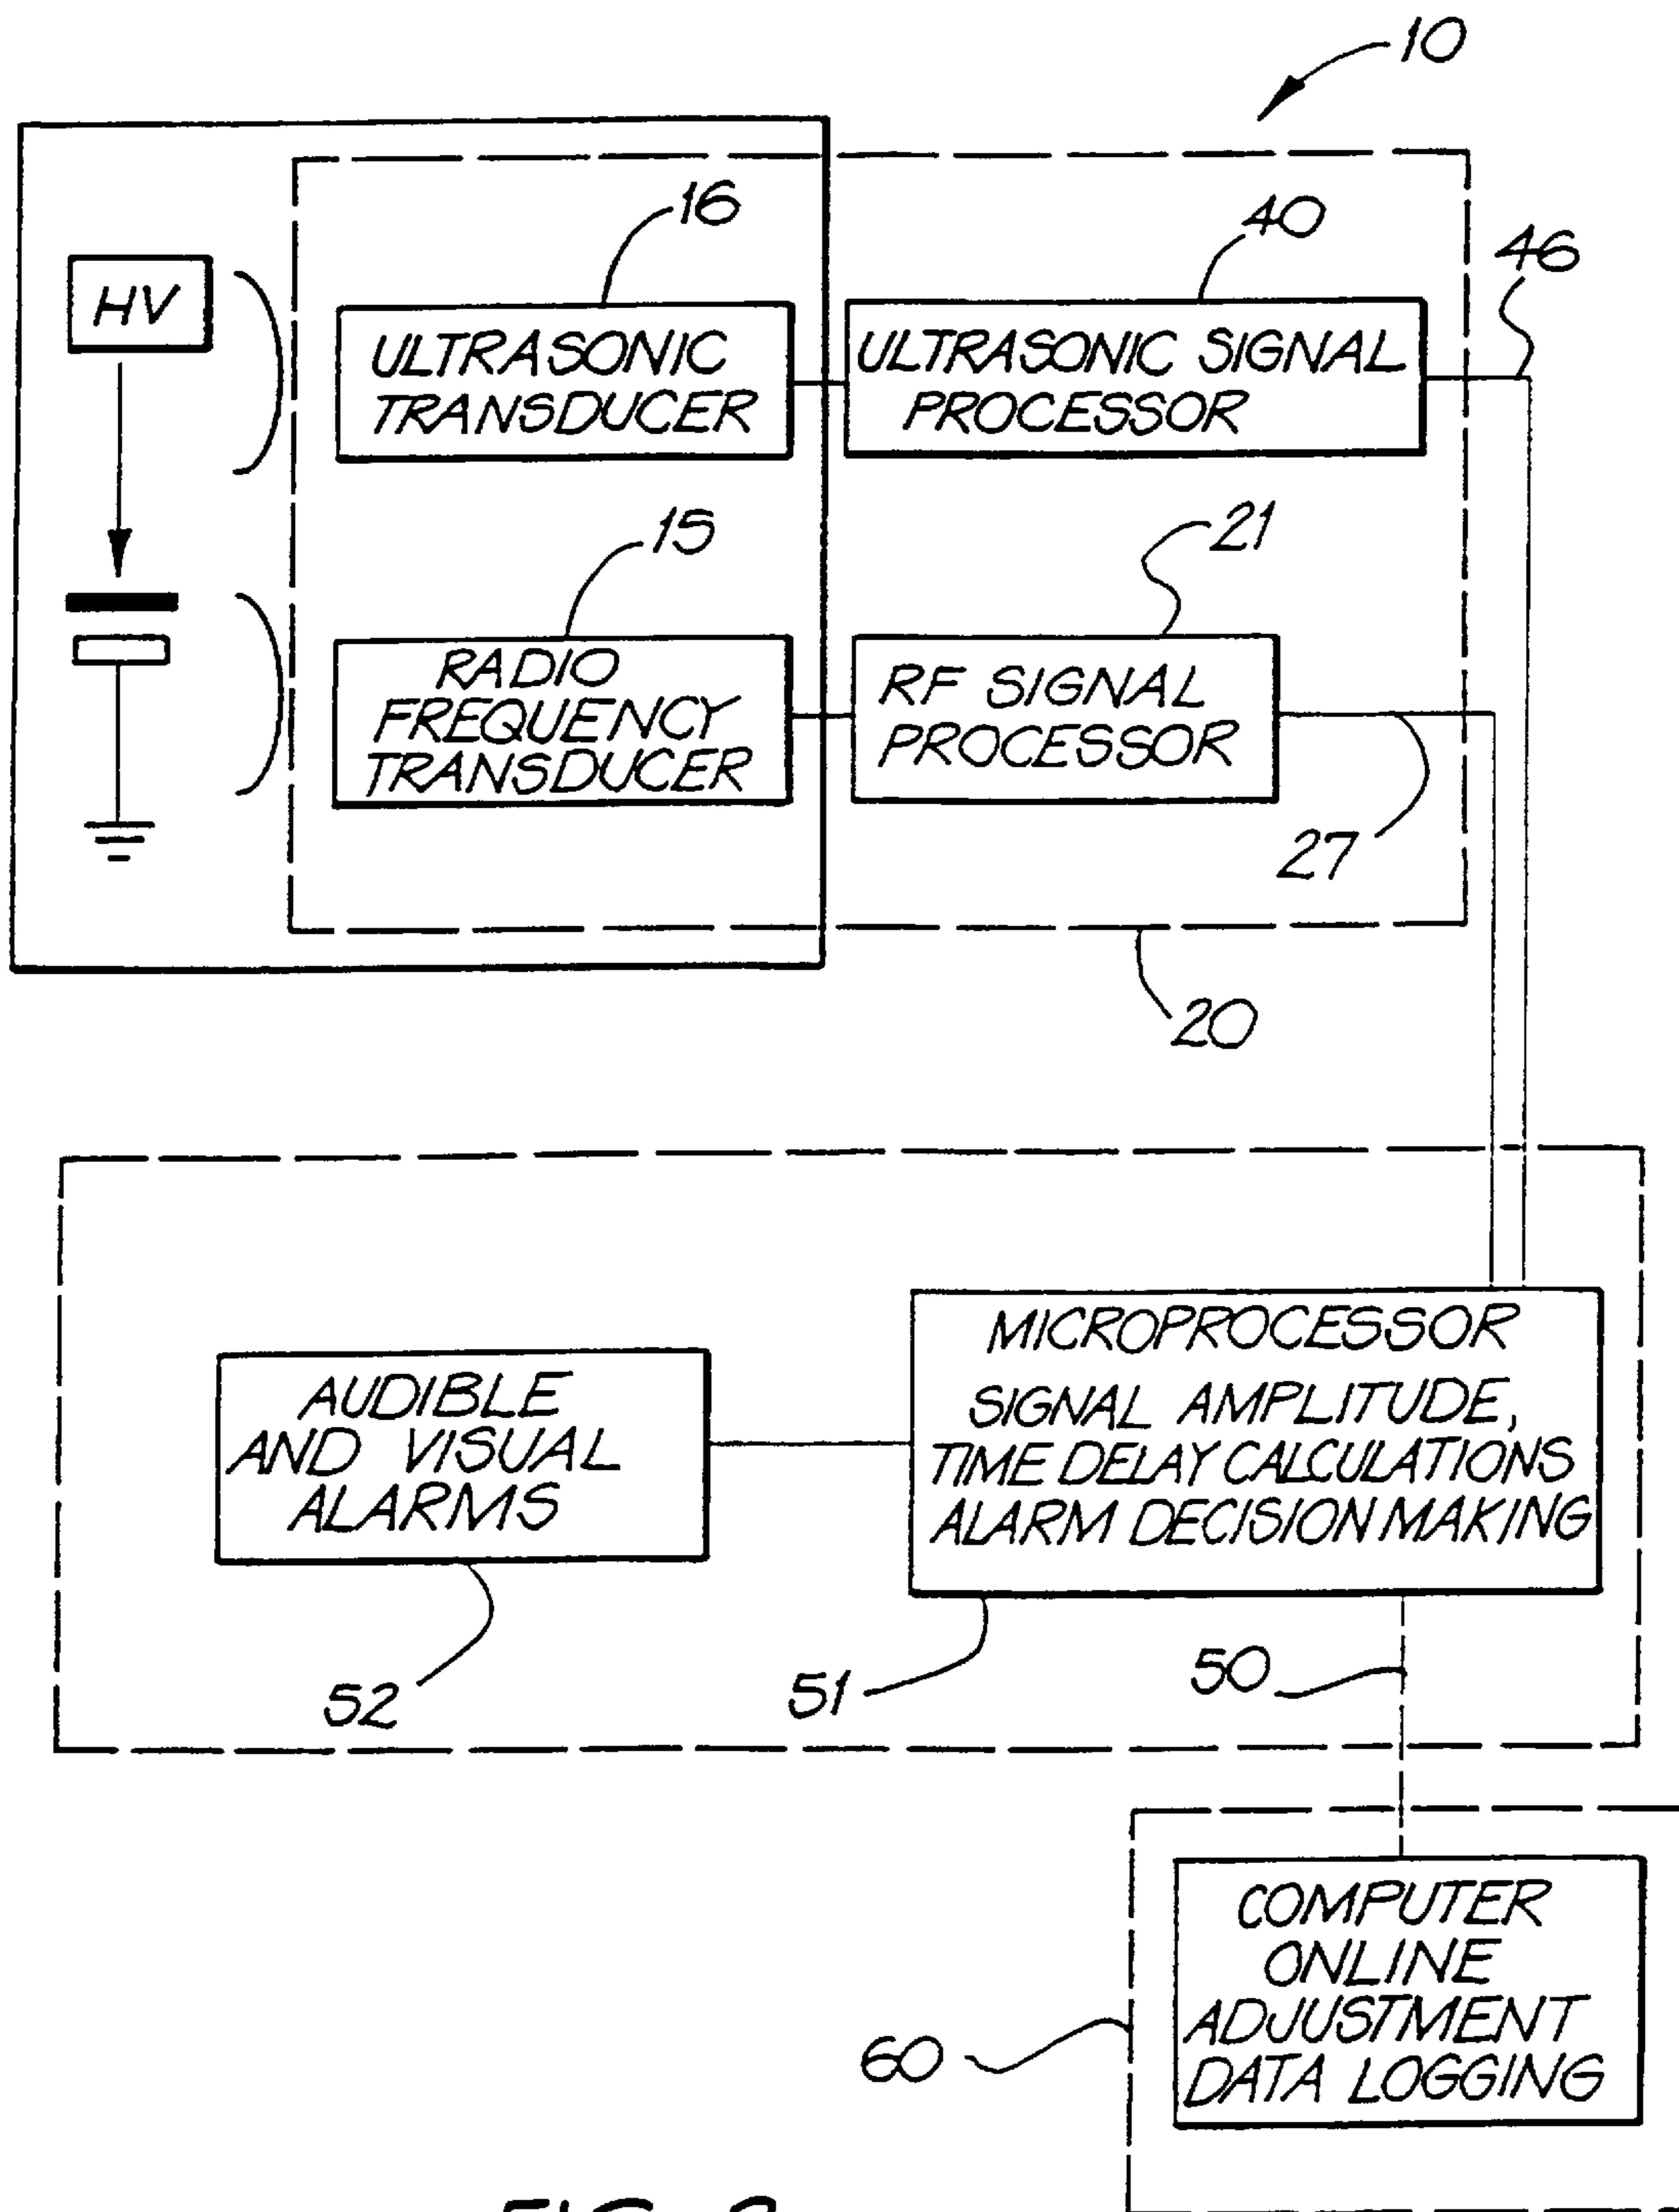 10
16
40
46
HV
ULTRASONIC
TRANSDUCER
ULTRASONIC SIGNAL
PROCESSOR
15
21
RADIO
FREQUENCY
TRANSDUCER
RF SIGNAL
PROCESSOR
27
20
MICROPROCESSOR
SIGNAL AMPLITUDE,
TIME DELAY CALCULATIONS
ALARM DECISION MAKING
AUDIBLE
AND VISUAL
ALARMS
52
51
50
COMPUTER
ONLINE
ADJUSTMENT
DATA LOGGING
60